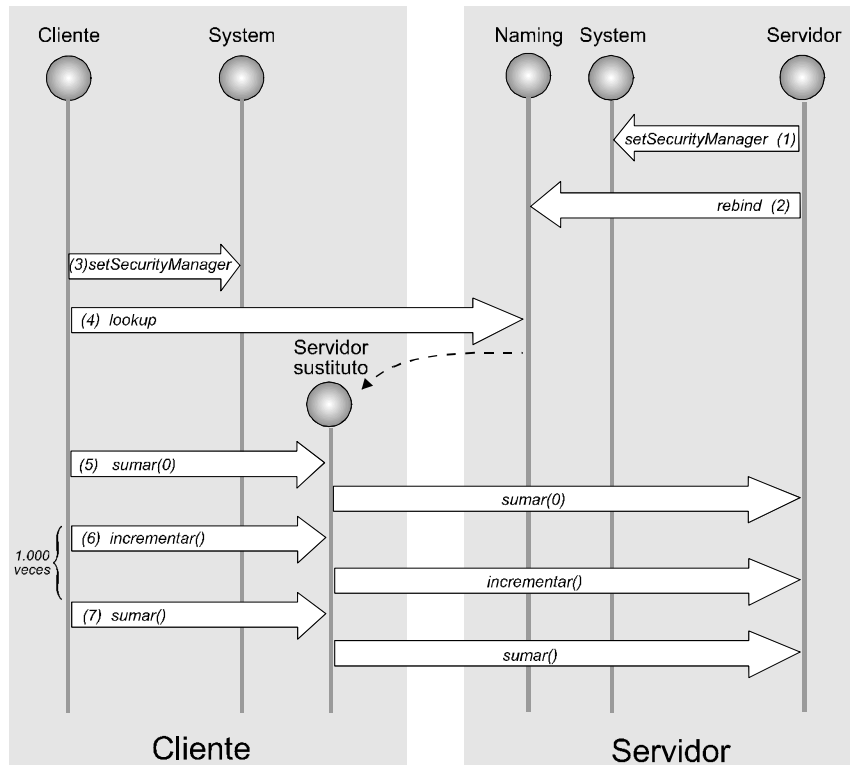 Cliente
System
Naming
System
Servidor
setSecurityManager (1)
rebind (2)
(3)setSecurityManager
(4) lookup
Servidor
sustituto
(5) sumar(0)
sumar(0)
(6) incrementar()
1.000
veces
incrementar()
(7) sumar()
sumar()
Cliente
Servidor